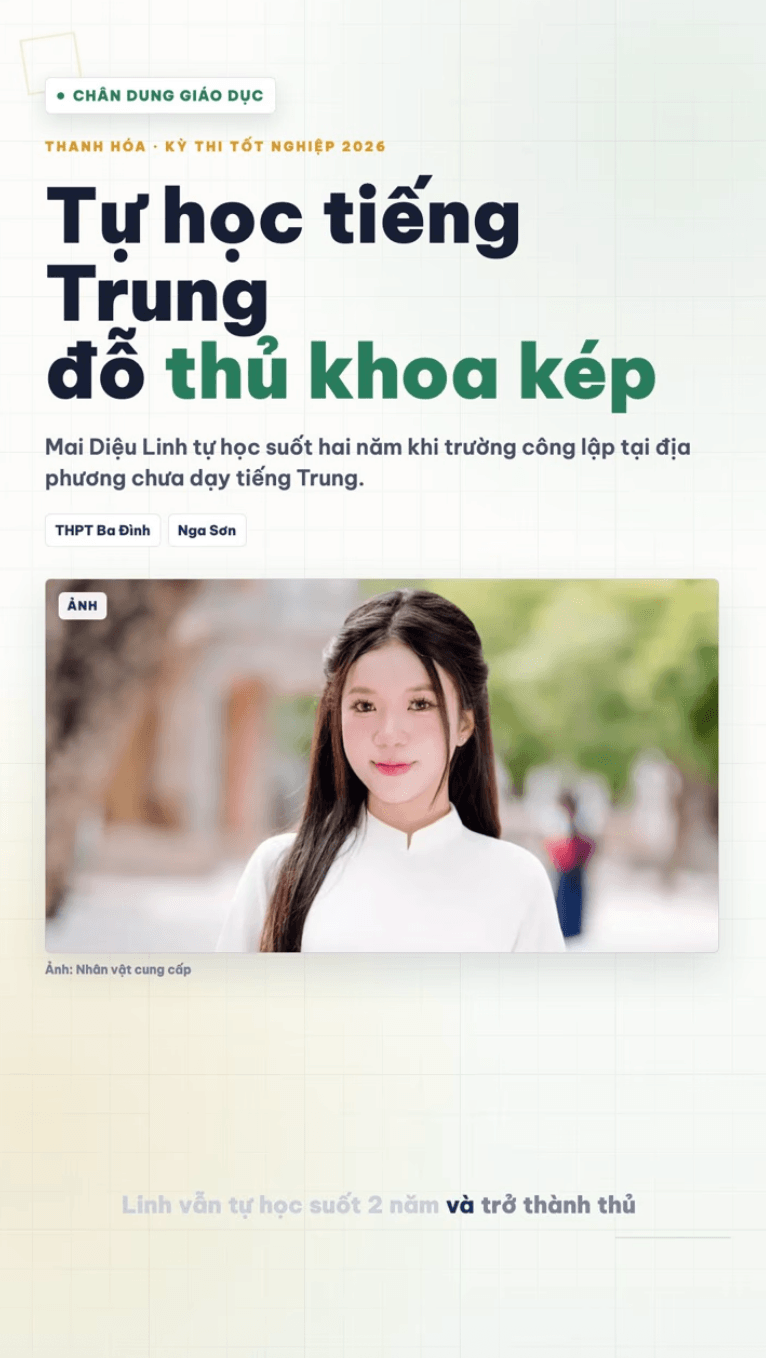 • CHÂN DUNG GIÁO DỤC
THANH HÓA · KỲ THI TỐT NGHIỆP 2026
Tự học tiếng
Trung
đỗ thủ khoa kép
Mai Diệu Linh tự học suốt hai năm khi trường công lập tại địa
phương chưa dạy tiếng Trung.
THPT Ba Đình Nga Sơn
ẢNH
Ảnh: Nhân vật cung cấp
Linh vẫn tự học suốt 2 năm và trở thành thủ